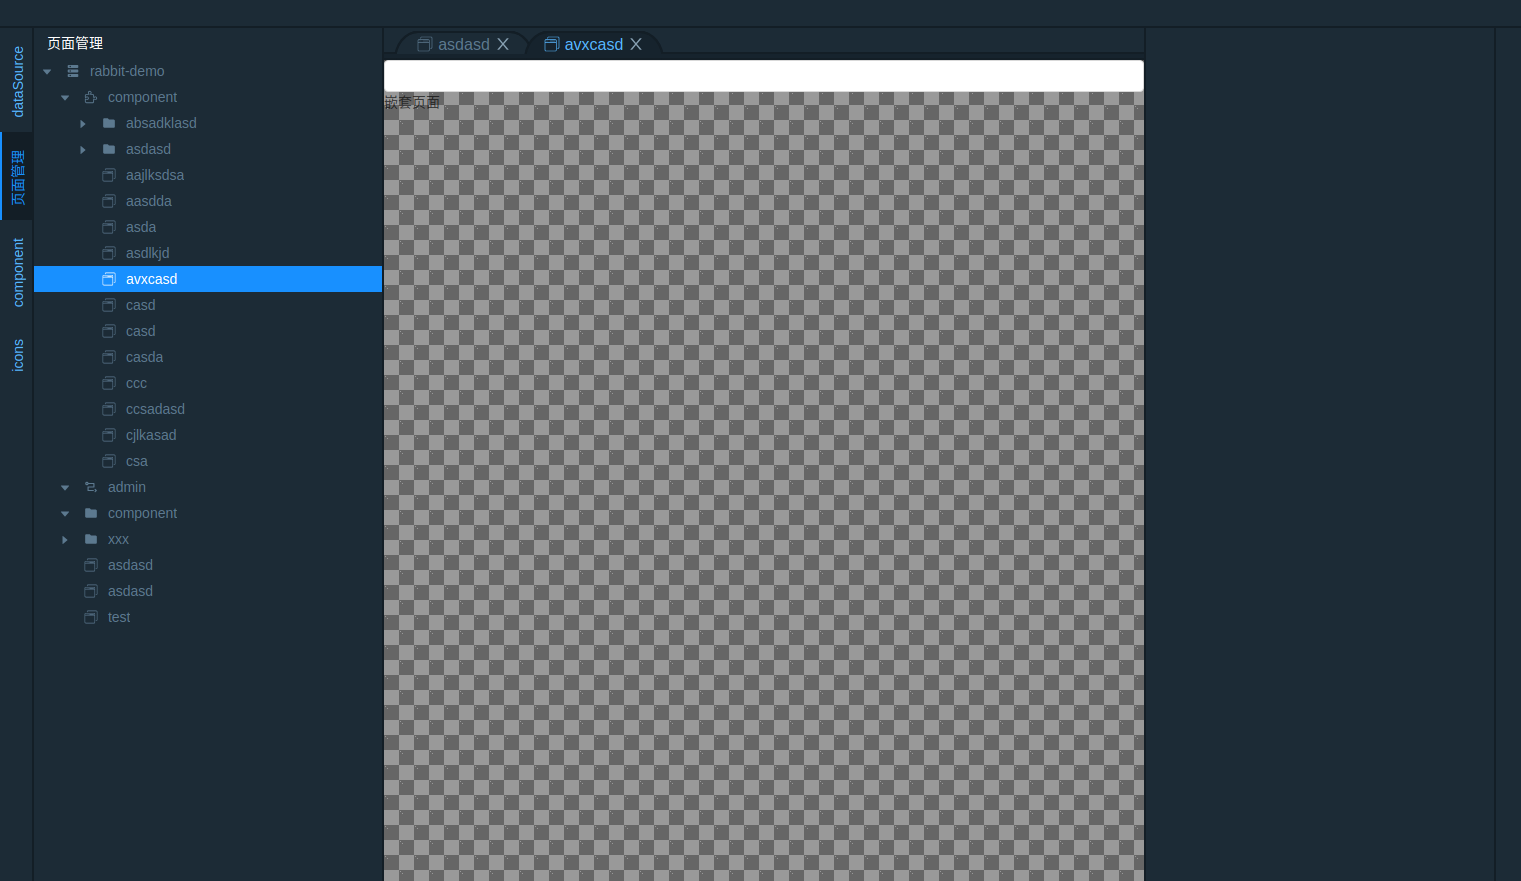 dataSource
页面管理
component
icons
页面管理
rabbit-demo
component
absadklasd
asdasd
aajlksdsa
aasdda
asda
asdlkjd
avxcasd
casd
casd
casda
ccc
ccsadasd
cjlkasad
csa
admin
component
xxx
asdasd
asdasd
test
asdasd X
avxcasd X
嵌套页面